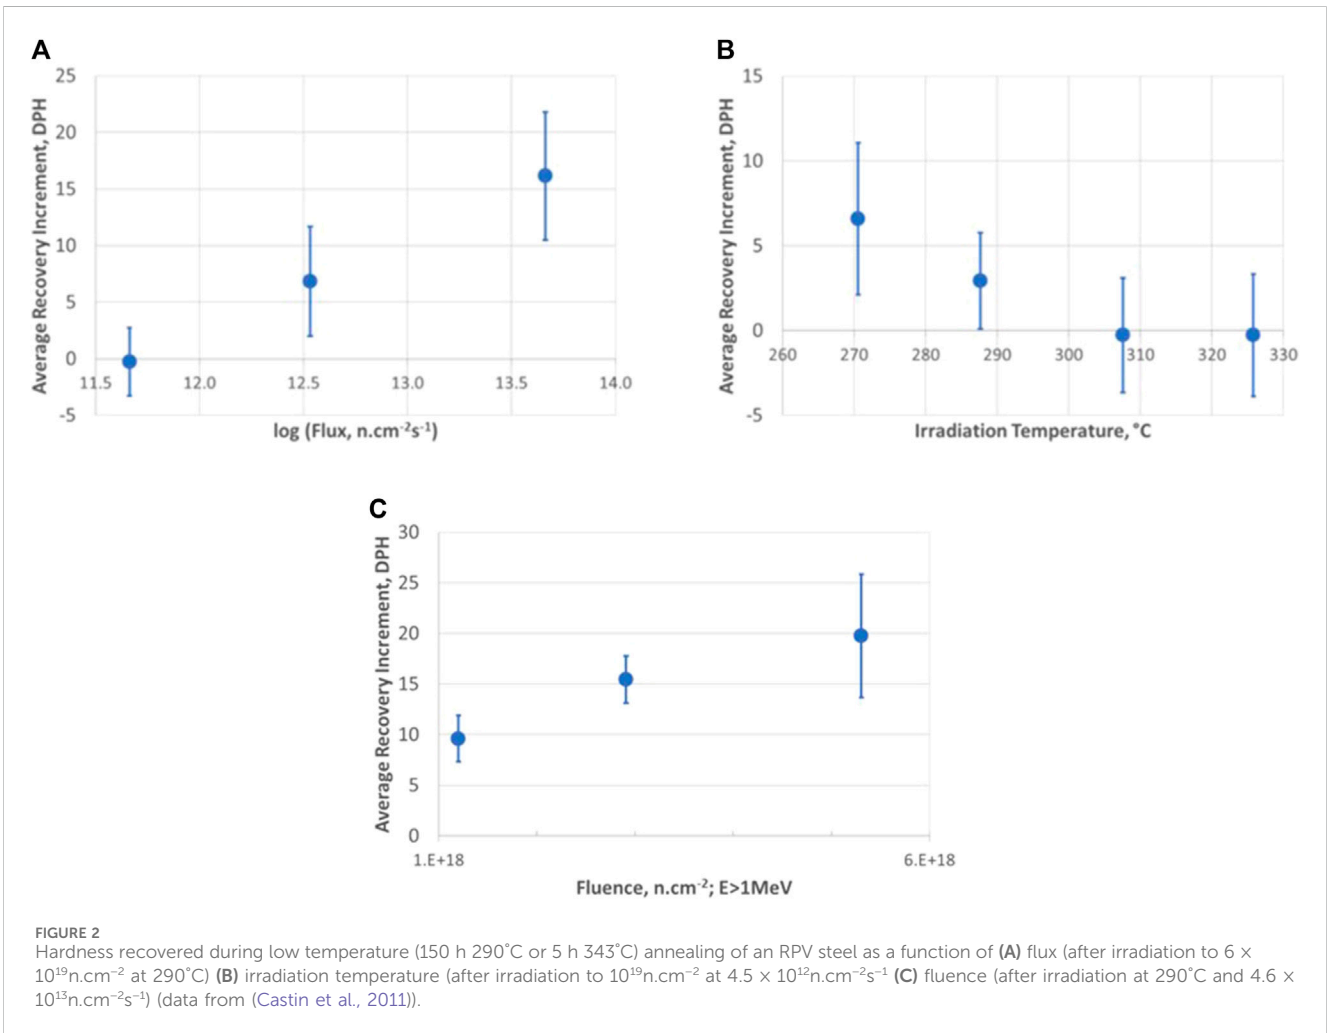 A
Average Recovery Increment, DPH
25
20
15
10
5
0
-5
11.5 12.0 12.5 13.0 13.5 14.0
log (Flux, n.cm⁻²s⁻¹)
B
Average Recovery Increment, DPH
15
10
5
0
-5
260 270 280 290 300 310 320 330
Irradiation Temperature, °C
C
Average Recovery Increment, DPH
30
25
20
15
10
5
0
1.E+18 6.E+18
Fluence, n.cm⁻²; E>1MeV
FIGURE 2
Hardness recovered during low temperature (150 h 290˚C or 5 h 343˚C) annealing of an RPV steel as a function of (A) flux (after irradiation to 6 ×
10¹⁹n.cm⁻² at 290˚C) (B) irradiation temperature (after irradiation to 10¹⁹n.cm⁻² at 4.5 × 10¹²n.cm⁻²s⁻¹ (C) fluence (after irradiation at 290˚C and 4.6 ×
10¹³n.cm⁻²s⁻¹) (data from (Castin et al., 2011)).